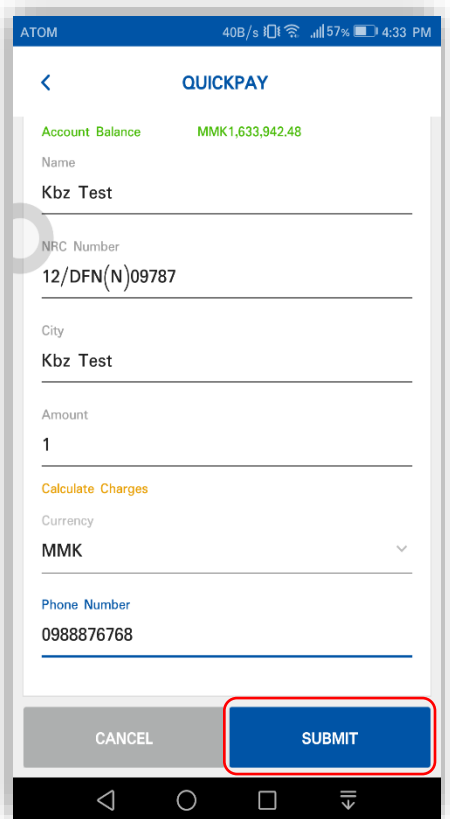 ATOM 40B/s 57% 4:33 PM
QUICKPAY
Account Balance MMK1,633,942.48
Name
Kbz Test
NRC Number
12/DFN(N)09787
City
Kbz Test
Amount
1
Calculate Charges
Currency
MMK
Phone Number
0988876768
CANCEL SUBMIT